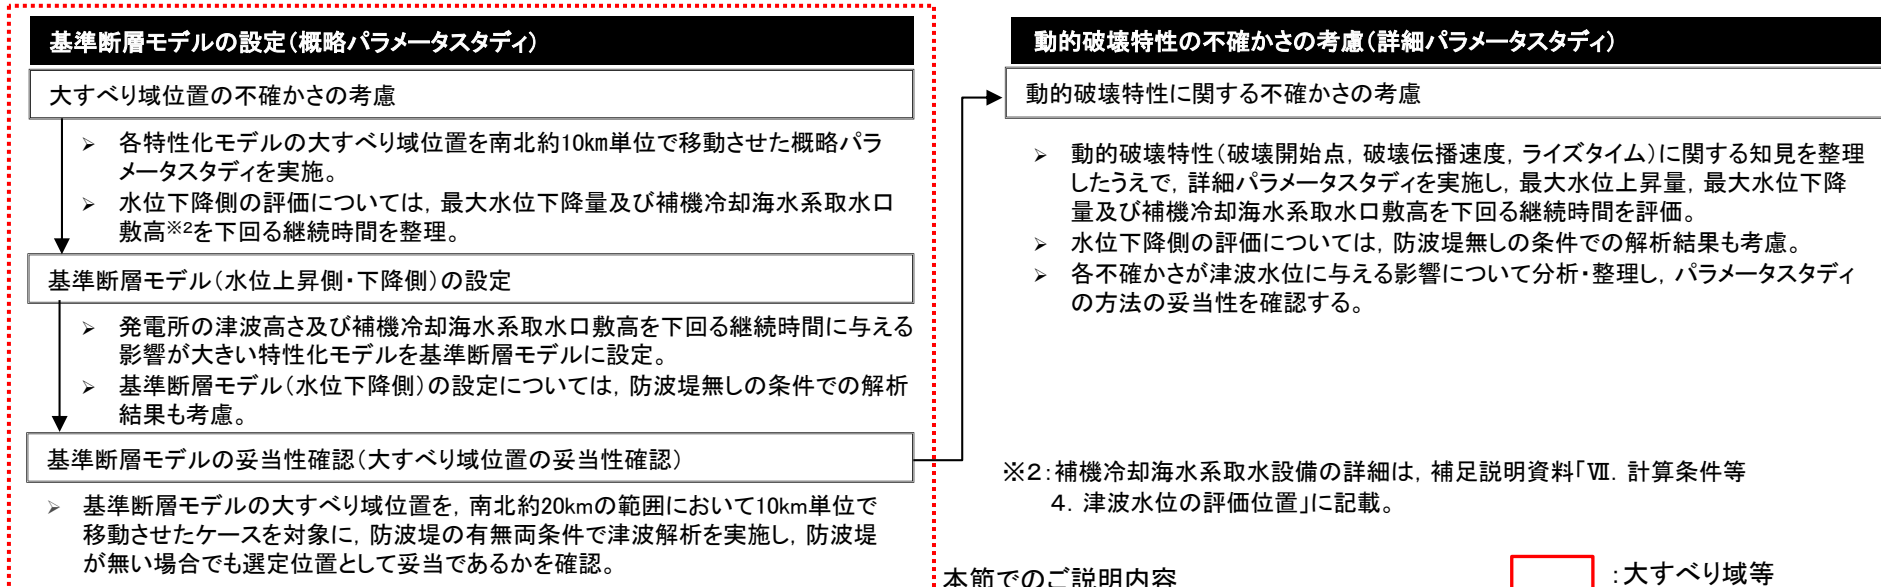 基準断層モデルの設定(概略パラメータスタディ)
大すべり域位置の不確かさの考慮
➢ 各特性化モデルの大すべり域位置を南北約10km単位で移動させた概略パラ
メータスタディを実施。
➢ 水位下降側の評価については，最大水位下降量及び補機冷却海水系取水口
敷高※2を下回る継続時間を整理。
基準断層モデル(水位上昇側・下降側)の設定
➢ 発電所の津波高さ及び補機冷却海水系取水口敷高を下回る継続時間に与える
影響が大きい特性化モデルを基準断層モデルに設定。
➢ 基準断層モデル(水位下降側)の設定については，防波堤無しの条件での解析
結果も考慮。
基準断層モデルの妥当性確認(大すべり域位置の妥当性確認)
➢ 基準断層モデルの大すべり域位置を，南北約20kmの範囲において10km単位で
移動させたケースを対象に，防波堤の有無両条件で津波解析を実施し，防波堤
が無い場合でも選定位置として妥当であるかを確認。
動的破壊特性の不確かさの考慮(詳細パラメータスタディ)
動的破壊特性に関する不確かさの考慮
➢ 動的破壊特性(破壊開始点，破壊伝播速度，ライズタイム)に関する知見を整理
したうえで，詳細パラメータスタディを実施し，最大水位上昇量，最大水位下降
量及び補機冷却海水系取水口敷高を下回る継続時間を評価。
➢ 水位下降側の評価については，防波堤無しの条件での解析結果も考慮。
➢ 各不確かさが津波水位に与える影響について分析・整理し，パラメータスタディ
の方法の妥当性を確認する。
※2：補機冷却海水系取水設備の詳細は，補足説明資料「Ⅶ．計算条件等
4．津波水位の評価位置」に記載。
本節でのご説明内容
：大すべり域等